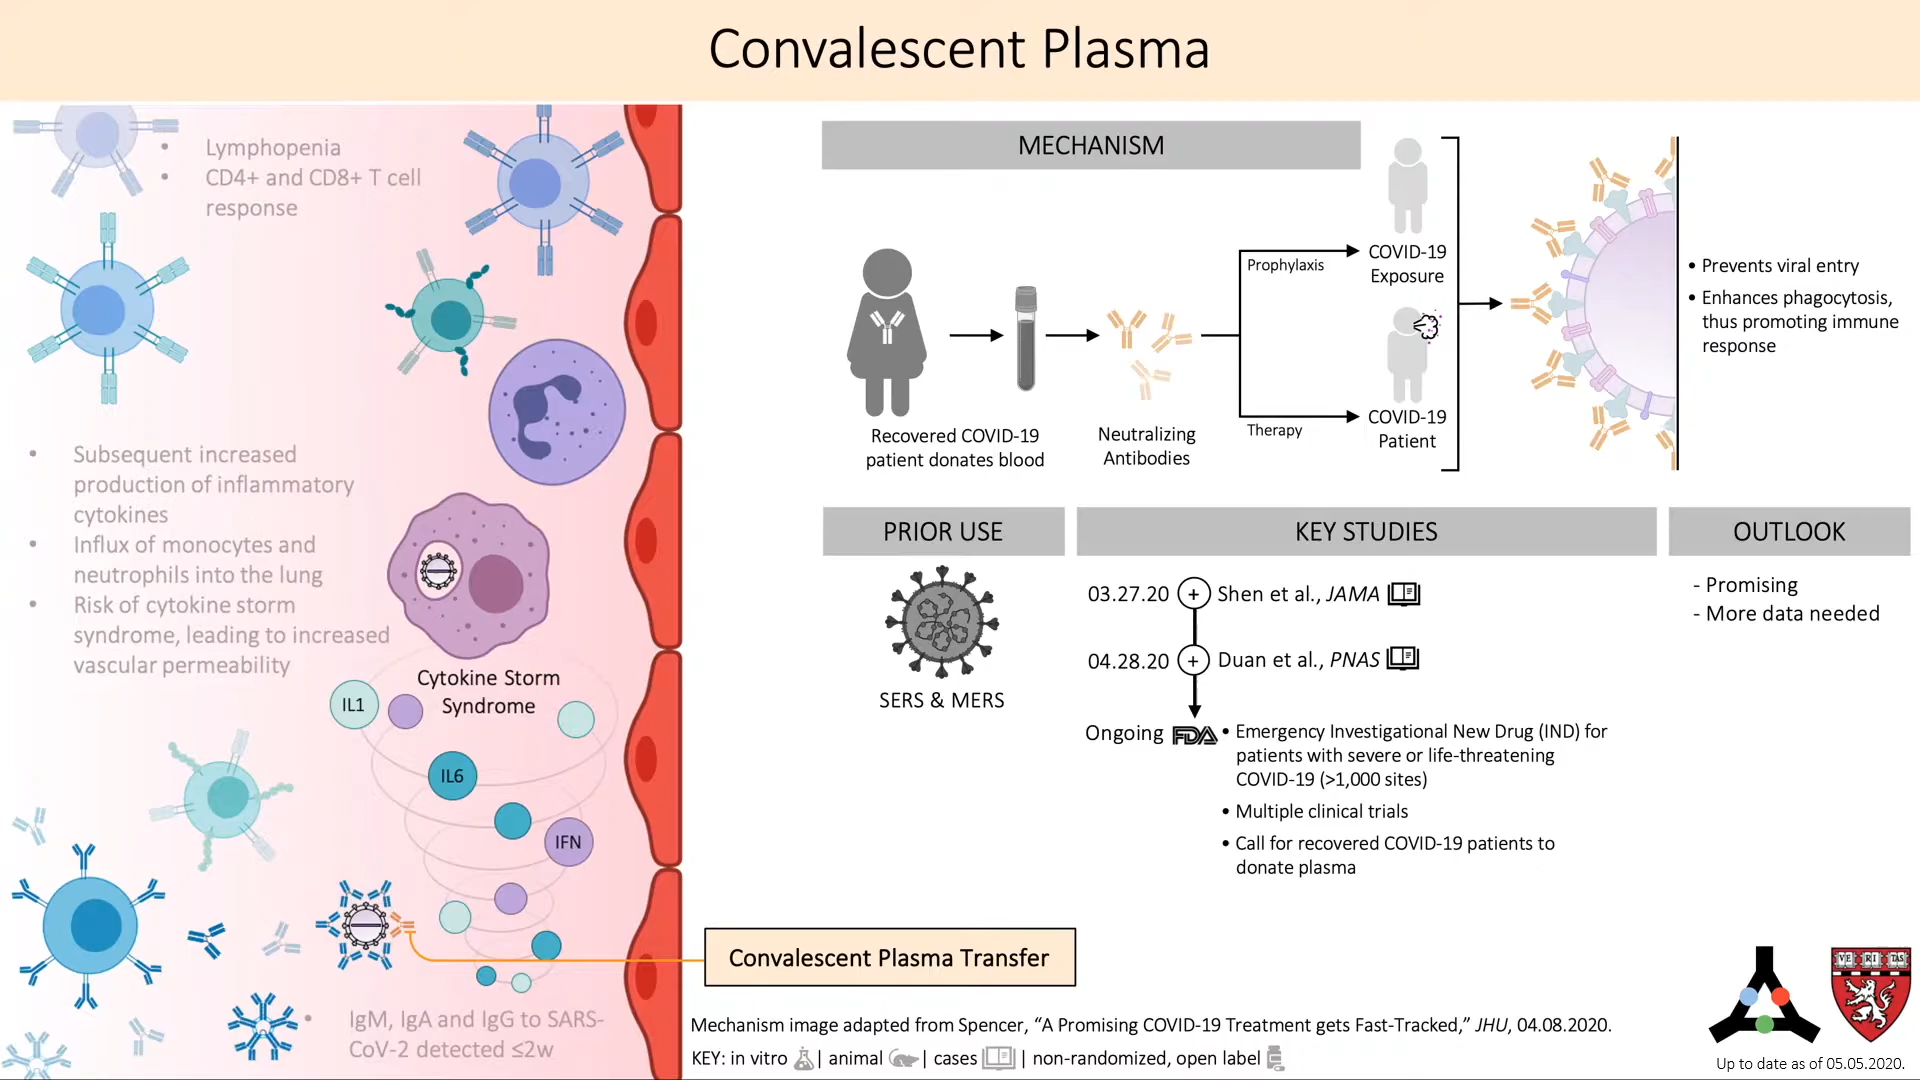 Convalescent Plasma
• Lymphopenia
• CD4+ and CD8+ T cell
response
• Subsequent increased
production of inflammatory
cytokines
• Influx of monocytes and
neutrophils into the lung
• Risk of cytokine storm
syndrome, leading to increased
vascular permeability
Cytokine Storm
Syndrome
IL1
IL6
IFN
• IgM, IgA and IgG to SARS-
CoV-2 detected ≤2w
Convalescent Plasma Transfer
MECHANISM
Recovered COVID-19
patient donates blood
Neutralizing
Antibodies
Prophylaxis
COVID-19
Exposure
Therapy
COVID-19
Patient
• Prevents viral entry
• Enhances phagocytosis,
thus promoting immune
response
PRIOR USE
SERS & MERS
KEY STUDIES
03.27.20 + Shen et al., JAMA
04.28.20 + Duan et al., PNAS
Ongoing FDA
• Emergency Investigational New Drug (IND) for
patients with severe or life-threatening
COVID-19 (>1,000 sites)
• Multiple clinical trials
• Call for recovered COVID-19 patients to
donate plasma
OUTLOOK
- Promising
- More data needed
Mechanism image adapted from Spencer, “A Promising COVID-19 Treatment gets Fast-Tracked,” JHU, 04.08.2020.
KEY: in vitro | animal | cases | non-randomized, open label
VE RI TAS
Up to date as of 05.05.2020.